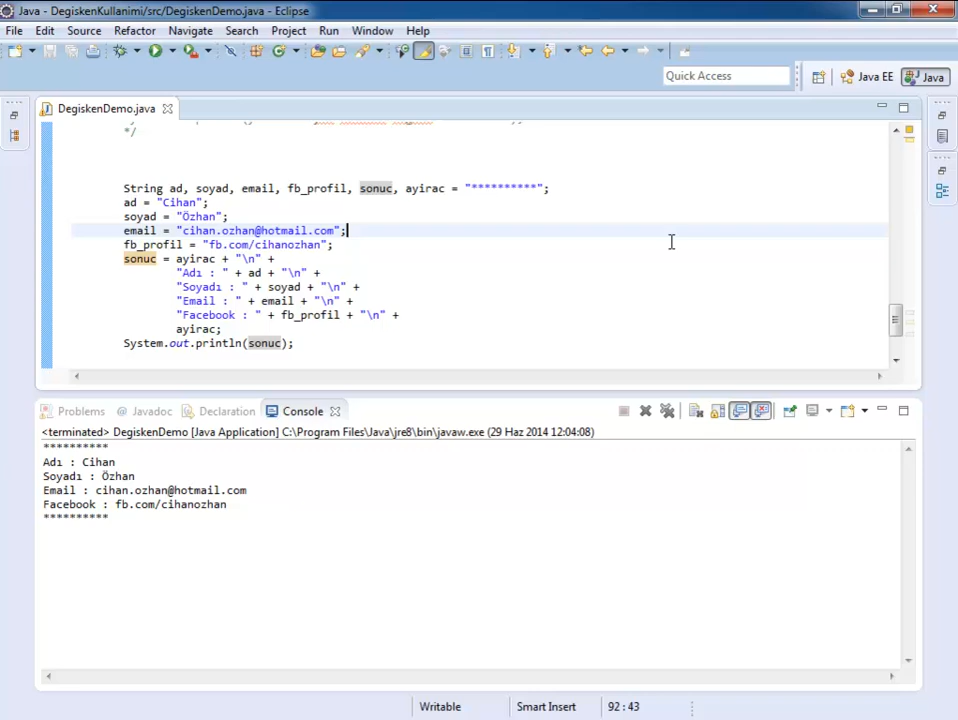 Java - DegiskenKullanimi/src/DegiskenDemo.java - Eclipse
File Edit Source Refactor Navigate Search Project Run Window Help
Quick Access
Java EE
Java
DegiskenDemo.java
*/
String ad, soyad, email, fb_profil, sonuc, ayirac = "**********";
ad = "Cihan";
soyad = "Özhan";
email = "cihan.ozhan@hotmail.com";
fb_profil = "fb.com/cihanozhan";
sonuc = ayirac + "\n" +
"Adı : " + ad + "\n" +
"Soyadı : " + soyad + "\n" +
"Email : " + email + "\n" +
"Facebook : " + fb_profil + "\n" +
ayirac;
System.out.println(sonuc);
Problems @ Javadoc Declaration Console
<terminated> DegiskenDemo [Java Application] C:\Program Files\Java\jre8\bin\javaw.exe (29 Haz 2014 12:04:08)
**********
Adı : Cihan
Soyadı : Özhan
Email : cihan.ozhan@hotmail.com
Facebook : fb.com/cihanozhan
**********
Writable Smart Insert 92 : 43